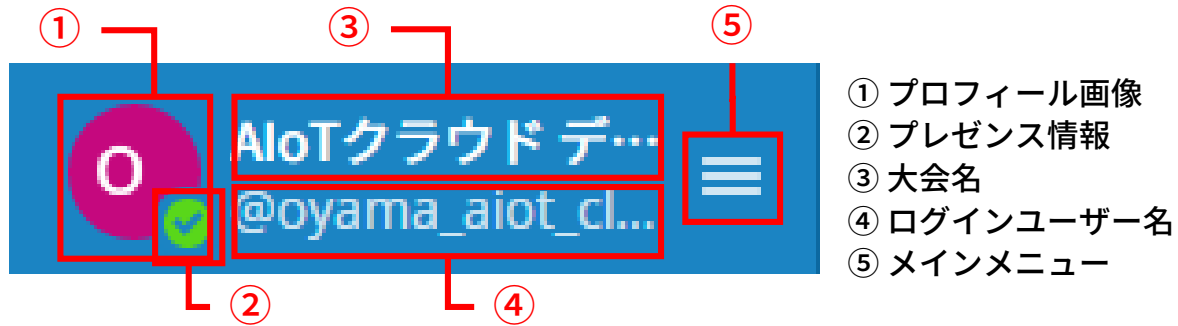 ① ③ ⑤
O
AIoTクラウド デ…
@oyama_aiot_cl...
② ④
① プロフィール画像
② プレゼンス情報
③ 大会名
④ ログインユーザー名
⑤ メインメニュー